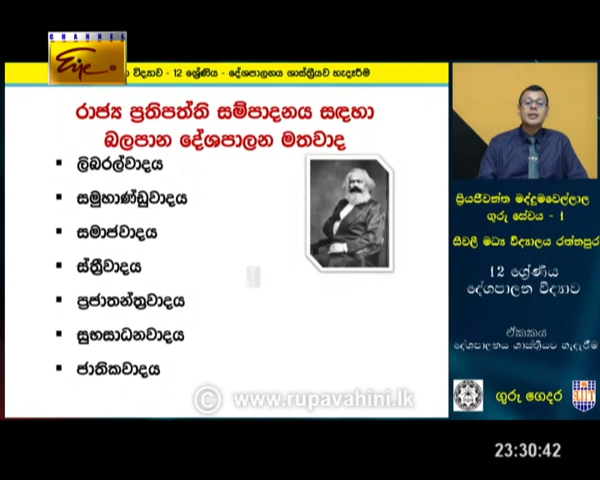 CHANNEL
Eye
විද්‍යාව - 12 ශ්‍රේණිය - දේශපාලනය ශාස්ත්‍රීයව හැදෑරීම
රාජ්‍ය ප්‍රතිපත්ති සම්පාදනය සඳහා
බලපාන දේශපාලන මතවාද
▪ ලිබරල්වාදය
▪ සමූහාණ්ඩුවාදය
▪ සමාජවාදය
▪ ස්ත්‍රීවාදය
▪ ප්‍රජාතන්ත්‍රවාදය
▪ සුභසාධනවාදය
▪ ජාතිකවාදය
© www.rupavahini.lk
ප්‍රියජීවන්ත මද්දුමවෙල්ලාල
ගුරු සේවය - I
සීවලී මධ්‍ය විද්‍යාලය රත්නපුර
12 ශ්‍රේණිය
දේශපාලන විද්‍යාව
ඒකකය
දේශපාලනය ශාස්ත්‍රීයව හැදෑරීම
ගුරු ගෙදර
23:30:42